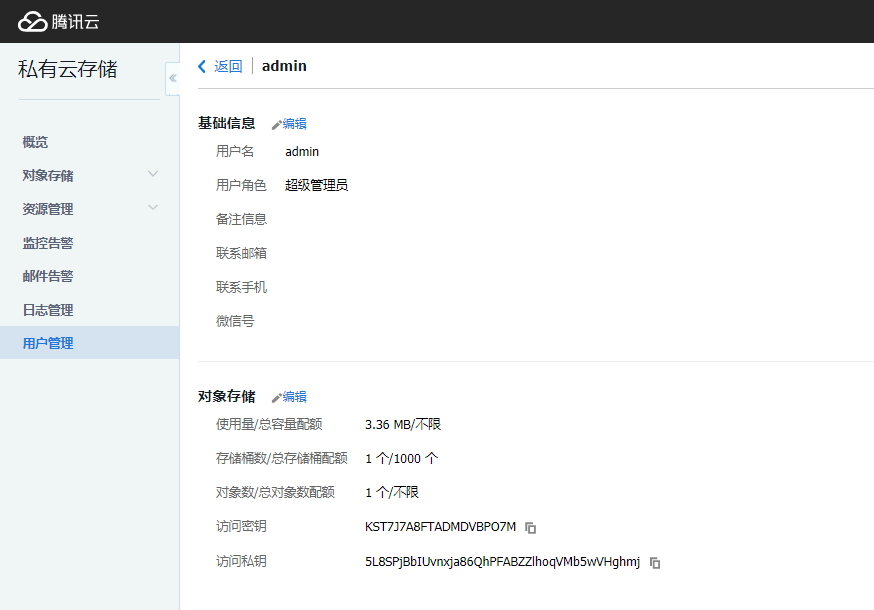 腾讯云
私有云存储
概览
对象存储
资源管理
监控告警
邮件告警
日志管理
用户管理
返回 admin
基础信息 编辑
用户名 admin
用户角色 超级管理员
备注信息
联系邮箱
联系手机
微信号
对象存储 编辑
使用量/总容量配额 3.36 MB/不限
存储桶数/总存储桶配额 1 个/1000 个
对象数/总对象数配额 1 个/不限
访问密钥 KST7J7A8FTADMDVBPO7M
访问私钥 5L8SPjBbIUvnxja86QhPFABZZlhoqVMb5wVHghmj